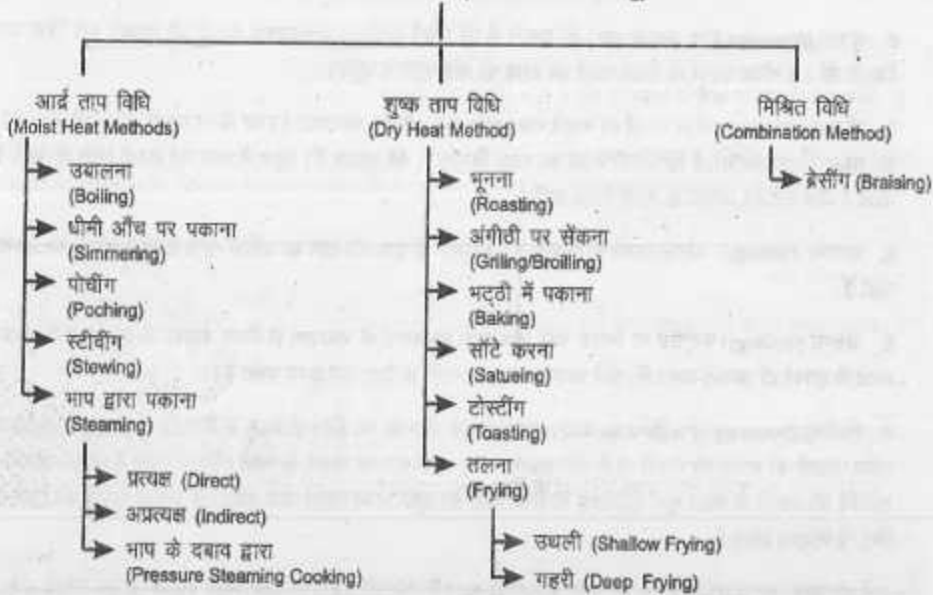 आर्द्र ताप विधि
(Moist Heat Methods)
उबालना
(Boiling)
धीमी आँच पर पकाना
(Simmering)
पोचींग
(Poching)
स्टीवींग
(Stewing)
भाप द्वारा पकाना
(Steaming)
प्रत्यक्ष (Direct)
अप्रत्यक्ष (Indirect)
भाप के दबाव द्वारा
(Pressure Steaming Cooking)
शुष्क ताप विधि
(Dry Heat Method)
भूनना
(Roasting)
अंगीठी पर सेंकना
(Griling/Broilling)
भट्ठी में पकाना
(Baking)
सांटे करना
(Satueing)
टोस्टींग
(Toasting)
तलना
(Frying)
उथली (Shallow Frying)
गहरी (Deep Frying)
मिश्रित विधि
(Combination Method)
ब्रेसींग (Braising)